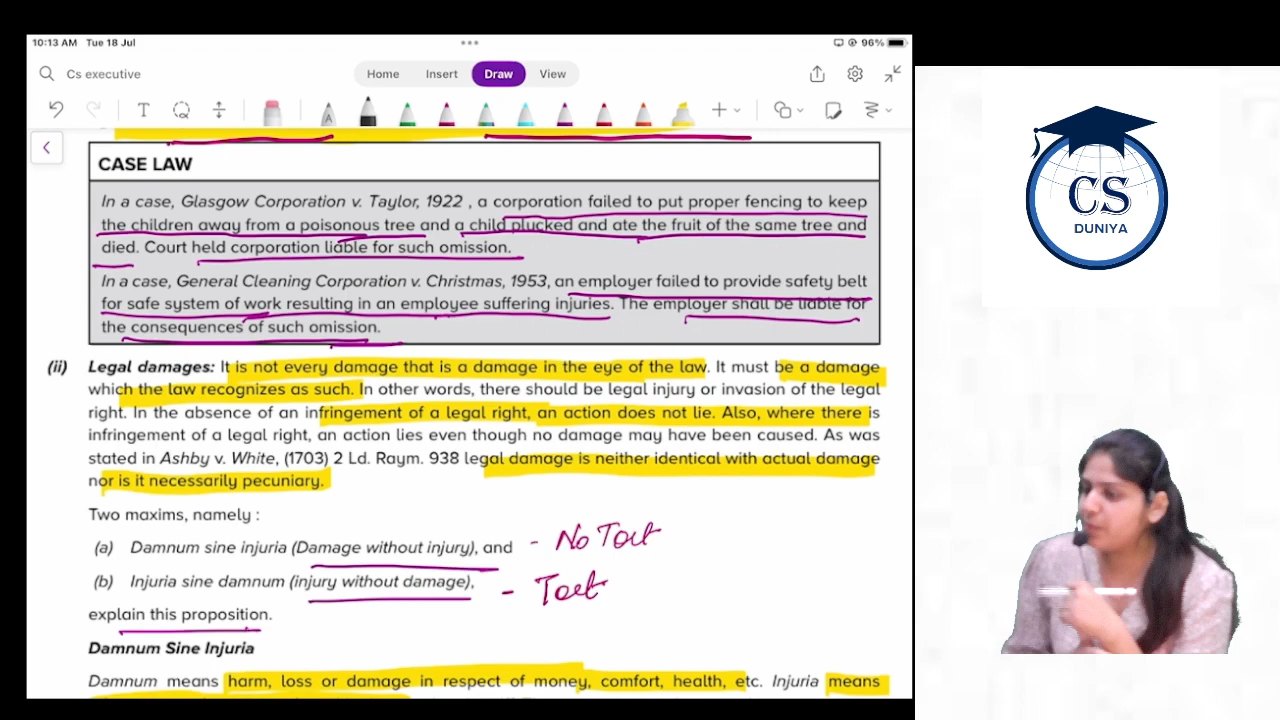 10:13 AM Tue 18 Jul
96%
Cs executive
Home Insert Draw View
T
A
CASE LAW
In a case, Glasgow Corporation v. Taylor, 1922 , a corporation failed to put proper fencing to keep
the children away from a poisonous tree and a child plucked and ate the fruit of the same tree and
died. Court held corporation liable for such omission.
In a case, General Cleaning Corporation v. Christmas, 1953, an employer failed to provide safety belt
for safe system of work resulting in an employee suffering injuries. The employer shall be liable for
the consequences of such omission.
(ii) Legal damages: It is not every damage that is a damage in the eye of the law. It must be a damage
which the law recognizes as such. In other words, there should be legal injury or invasion of the legal
right. In the absence of an infringement of a legal right, an action does not lie. Also, where there is
infringement of a legal right, an action lies even though no damage may have been caused. As was
stated in Ashby v. White, (1703) 2 Ld. Raym. 938 legal damage is neither identical with actual damage
nor is it necessarily pecuniary.
Two maxims, namely :
(a) Damnum sine injuria (Damage without injury), and - No Tort
(b) Injuria sine damnum (injury without damage), - Tort
explain this proposition.
Damnum Sine Injuria
Damnum means harm, loss or damage in respect of money, comfort, health, etc. Injuria means
CS
DUNIYA